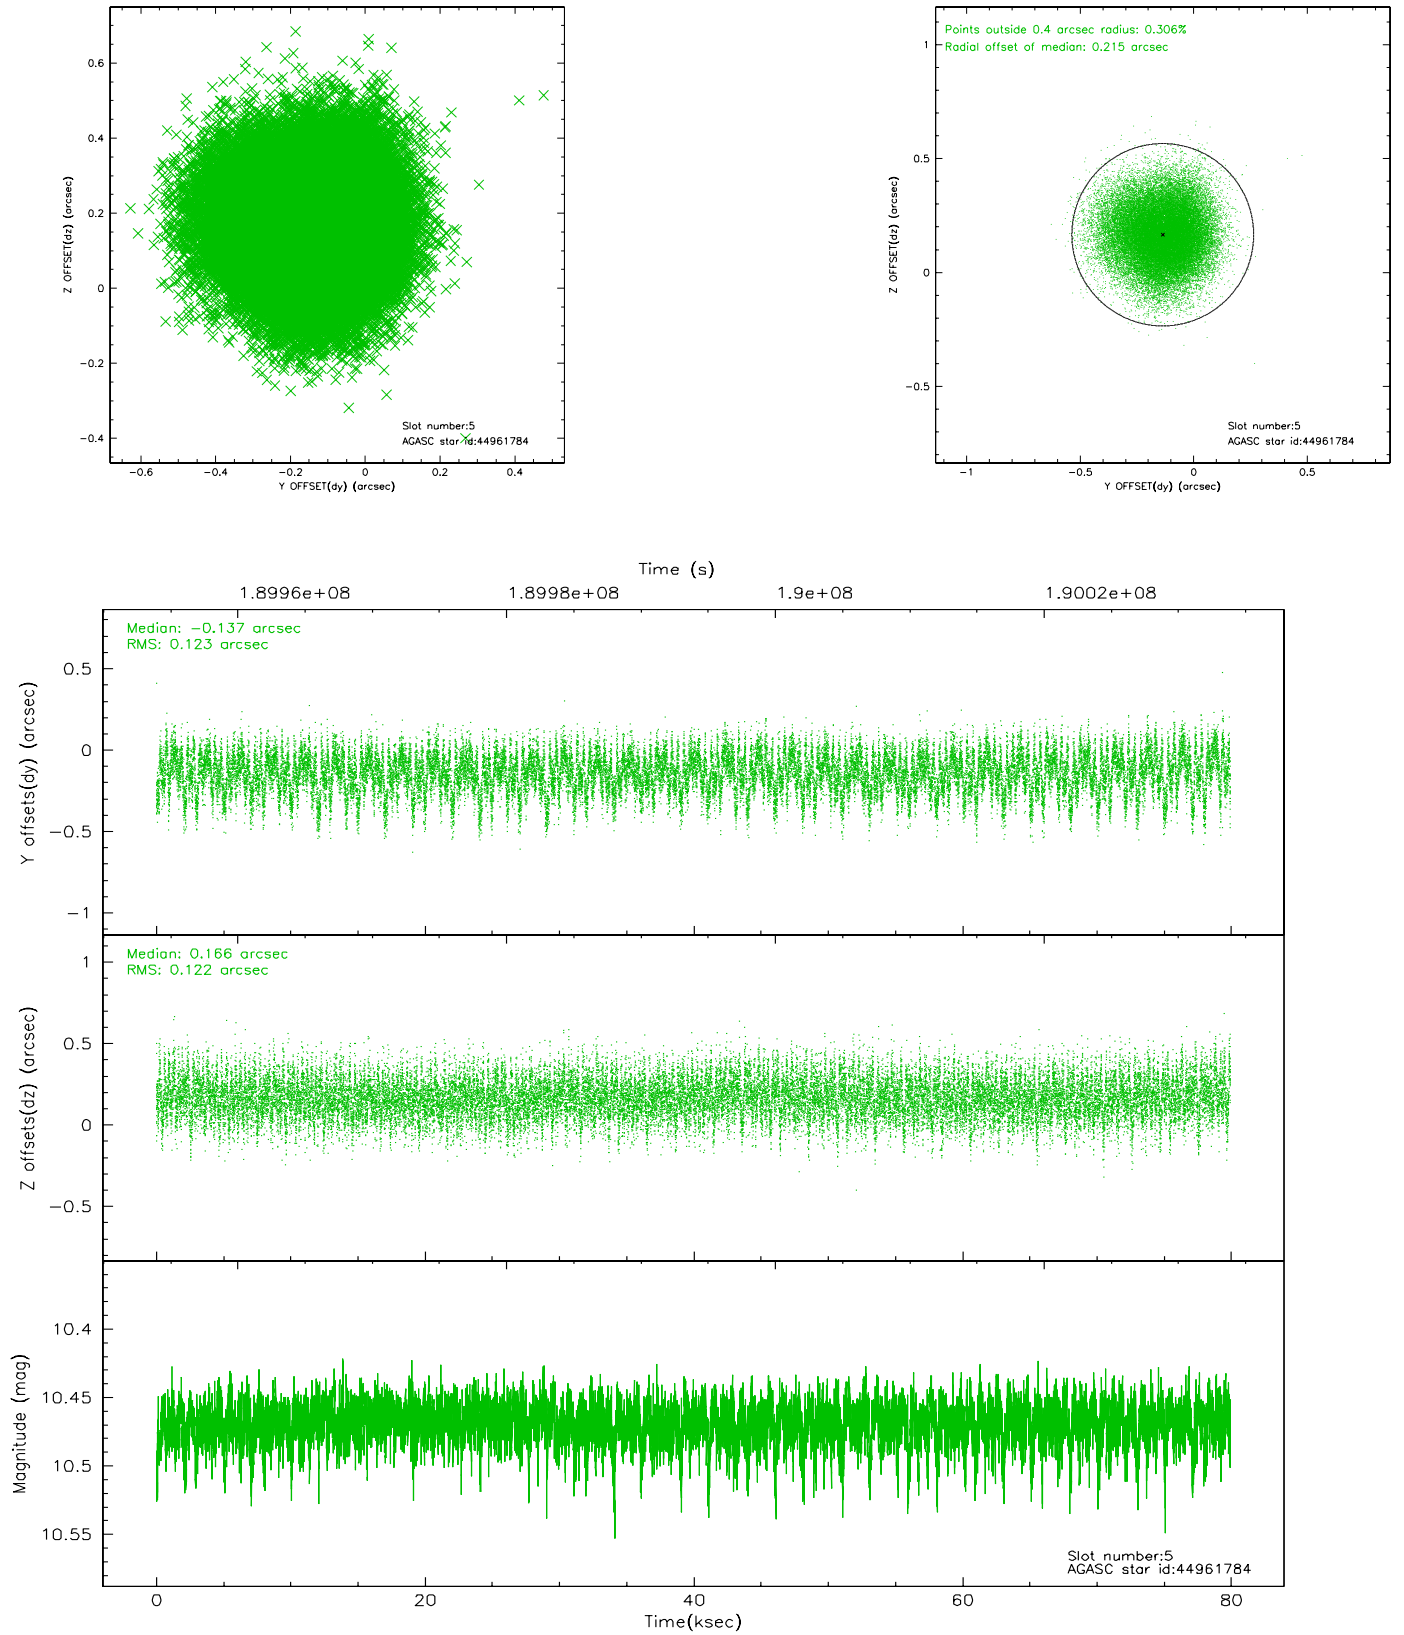 0.6
0.4
0.2
0
−0.2
−0.4
Z OFFSET(dz) (arcsec)
−0.6
−0.4
−0.2
0
0.2
0.4
Y OFFSET(dy) (arcsec)
Slot number:5
AGASC star id:44961784
Points outside 0.4 arcsec radius: 0.306%
Radial offset of median: 0.215 arcsec
1
0.5
0
−0.5
Z OFFSET(dz) (arcsec)
−1
−0.5
0
0.5
Y OFFSET(dy) (arcsec)
Slot number:5
AGASC star id:44961784
Time (s)
1.8996e+08
1.8998e+08
1.9e+08
1.9002e+08
Median: −0.137 arcsec
RMS: 0.123 arcsec
0.5
0
−0.5
−1
Y offsets(dy) (arcsec)
Median: 0.166 arcsec
RMS: 0.122 arcsec
1
0.5
0
−0.5
Z offsets(dz) (arcsec)
10.4
10.45
10.5
10.55
Magnitude (mag)
Slot number:5
AGASC star id:44961784
0
20
40
60
80
Time(ksec)